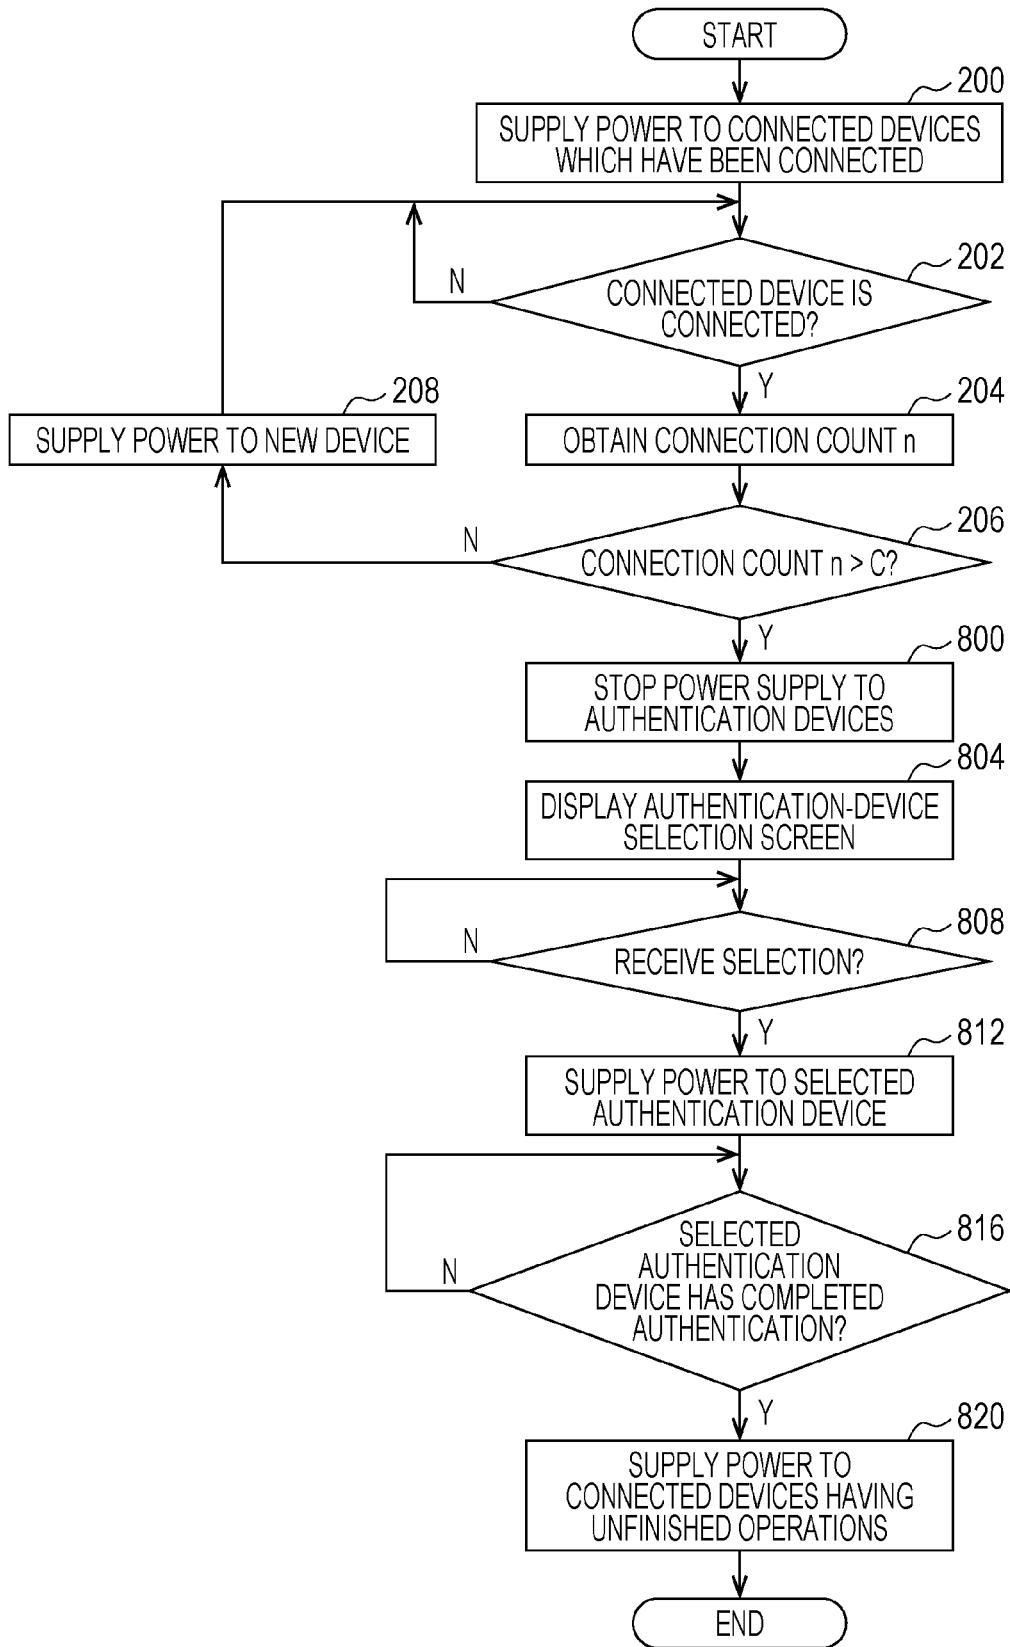 START
200
SUPPLY POWER TO CONNECTED DEVICES
WHICH HAVE BEEN CONNECTED
202
N
CONNECTED DEVICE IS
CONNECTED?
Y
208
204
SUPPLY POWER TO NEW DEVICE
OBTAIN CONNECTION COUNT n
206
N
CONNECTION COUNT n > C?
Y
800
STOP POWER SUPPLY TO
AUTHENTICATION DEVICES
804
DISPLAY AUTHENTICATION-DEVICE
SELECTION SCREEN
808
N
RECEIVE SELECTION?
Y
812
SUPPLY POWER TO SELECTED
AUTHENTICATION DEVICE
816
SELECTED
AUTHENTICATION
DEVICE HAS COMPLETED
AUTHENTICATION?
N
Y
820
SUPPLY POWER TO
CONNECTED DEVICES HAVING
UNFINISHED OPERATIONS
END